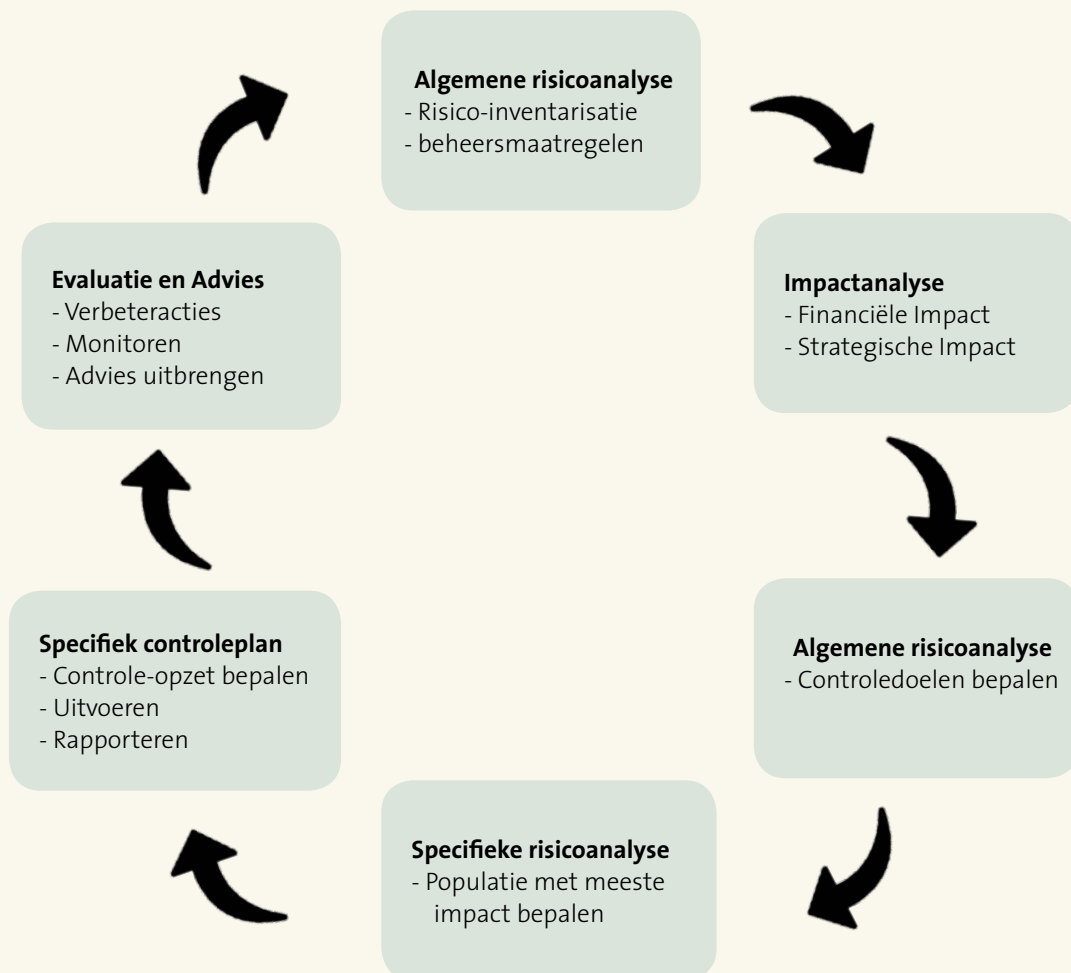 Algemene risicoanalyse
- Risico-inventarisatie
- beheersmaatregelen
Impactanalyse
- Financiële Impact
- Strategische Impact
Algemene risicoanalyse
- Controledoelen bepalen
Specifieke risicoanalyse
- Populatie met meeste
impact bepalen
Specifiek controleplan
- Controle-opzet bepalen
- Uitvoeren
- Rapporteren
Evaluatie en Advies
- Verbeteracties
- Monitoren
- Advies uitbrengen